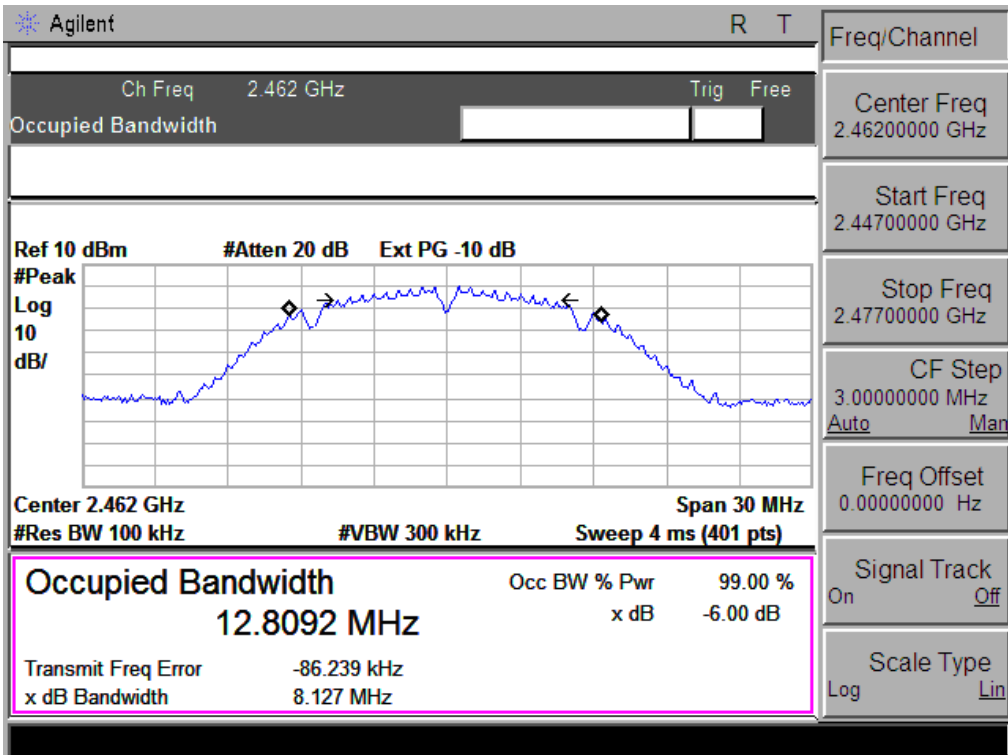 Agilent R T
Ch Freq 2.462 GHz Trig Free
Occupied Bandwidth
Ref 10 dBm #Atten 20 dB Ext PG -10 dB
#Peak
Log
10
dB/
Center 2.462 GHz Span 30 MHz
#Res BW 100 kHz #VBW 300 kHz Sweep 4 ms (401 pts)
Occupied Bandwidth
12.8092 MHz
Occ BW % Pwr 99.00 %
x dB -6.00 dB
Transmit Freq Error -86.239 kHz
x dB Bandwidth 8.127 MHz
Freq/Channel
Center Freq
2.46200000 GHz
Start Freq
2.44700000 GHz
Stop Freq
2.47700000 GHz
CF Step
3.00000000 MHz
Auto Man
Freq Offset
0.00000000 Hz
Signal Track
On Off
Scale Type
Log Lin